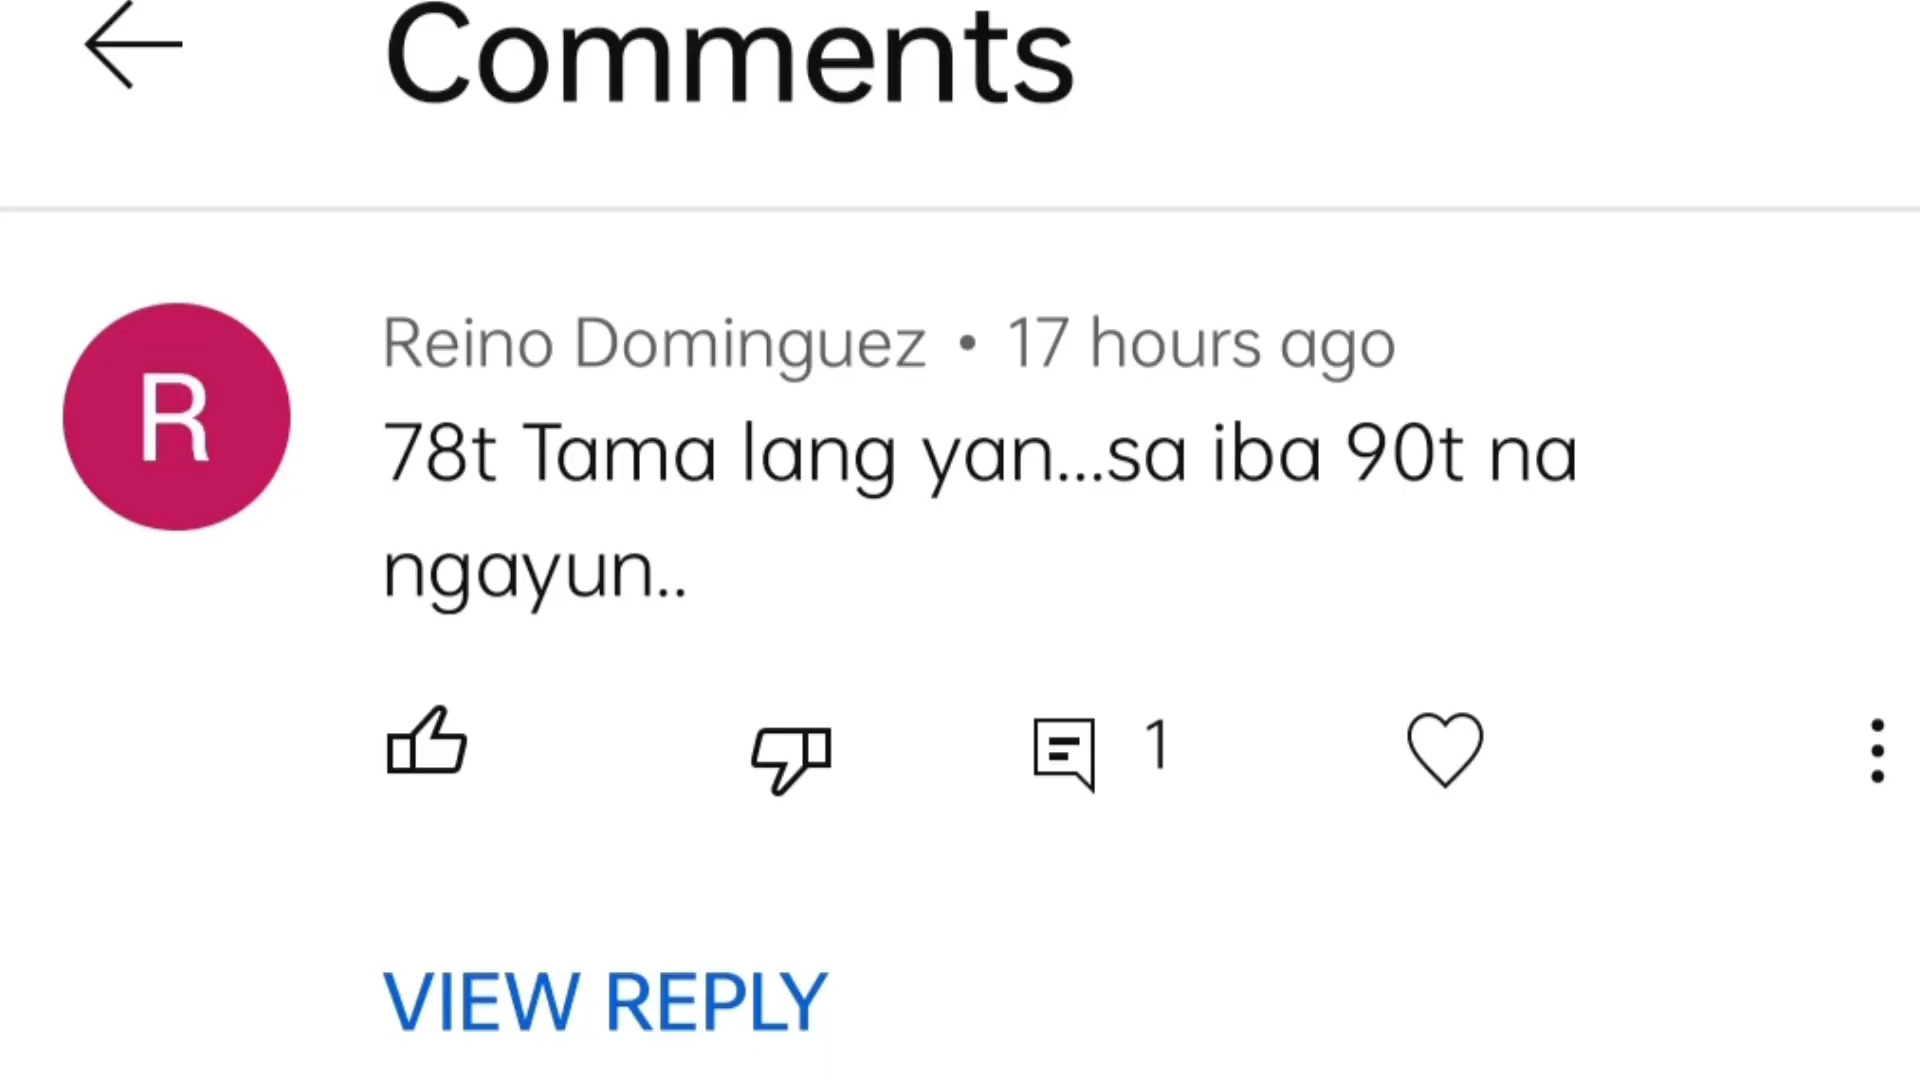 Comments
Reino Dominguez • 17 hours ago
R
78t Tama lang yan...sa iba 90t na
ngayun..
1
VIEW REPLY